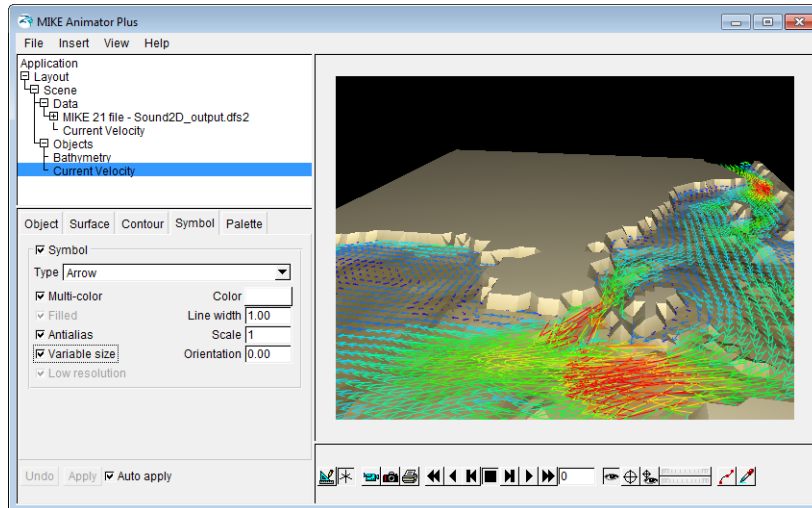 MIKE Animator Plus
File Insert View Help
Application
Layout
Scene
Data
MIKE 21 file - Sound2D_output.dfs2
Current Velocity
Objects
Bathymetry
Current Velocity
Object Surface Contour Symbol Palette
Symbol
Type Arrow
Multi-color Color
Filled Line width 1.00
Antialias Scale 1
Variable size Orientation 0.00
Low resolution
Undo Apply Auto apply 0